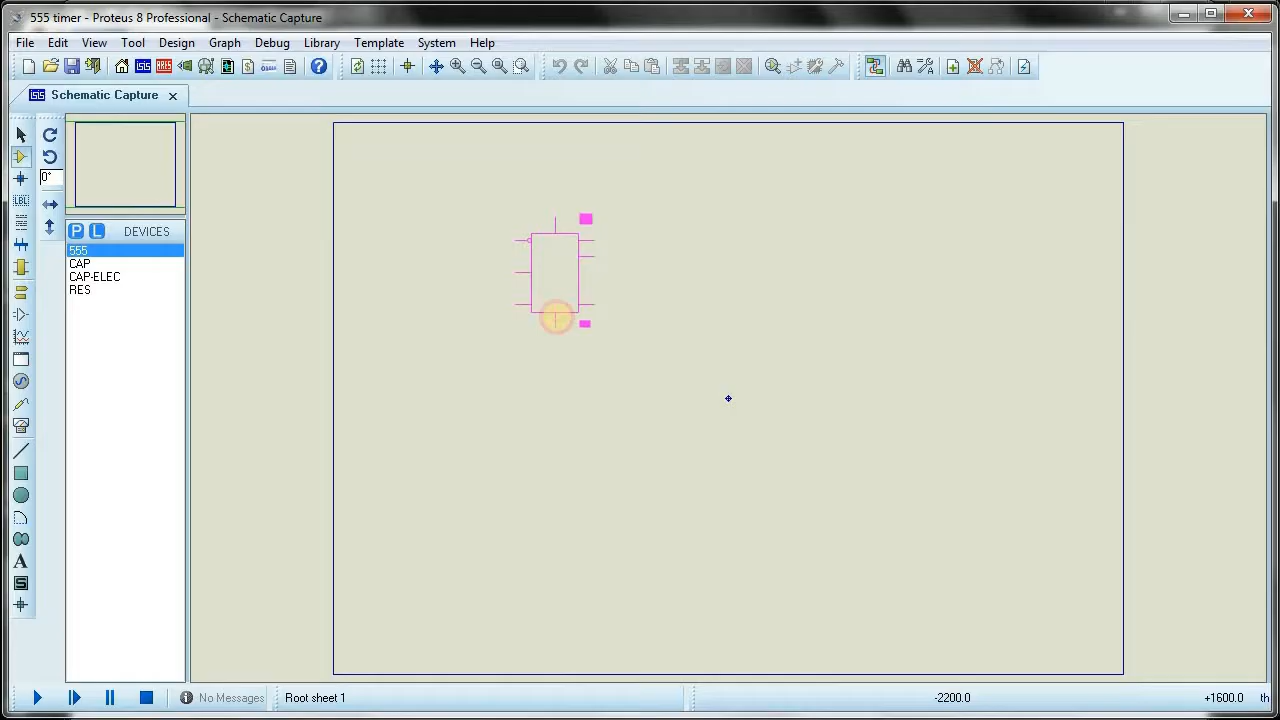 555 timer - Proteus 8 Professional - Schematic Capture
File Edit View Tool Design Graph Debug Library Template System Help
Schematic Capture
0°
P L DEVICES
555
CAP
CAP-ELEC
RES
LBL
A
S
No Messages Root sheet 1 -2200.0 +1600.0 th